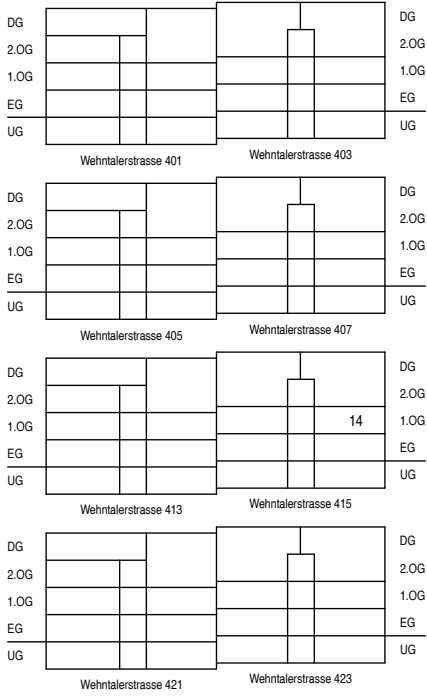 DG DG
2.OG 2.OG
1.OG 1.OG
EG EG
UG UG
Wehntalerstrasse 401 Wehntalerstrasse 403
DG DG
2.OG 2.OG
1.OG 1.OG
EG EG
UG UG
Wehntalerstrasse 405 Wehntalerstrasse 407
DG DG
2.OG 2.OG
1.OG 14 1.OG
EG EG
UG UG
Wehntalerstrasse 413 Wehntalerstrasse 415
DG DG
2.OG 2.OG
1.OG 1.OG
EG EG
UG UG
Wehntalerstrasse 421 Wehntalerstrasse 423